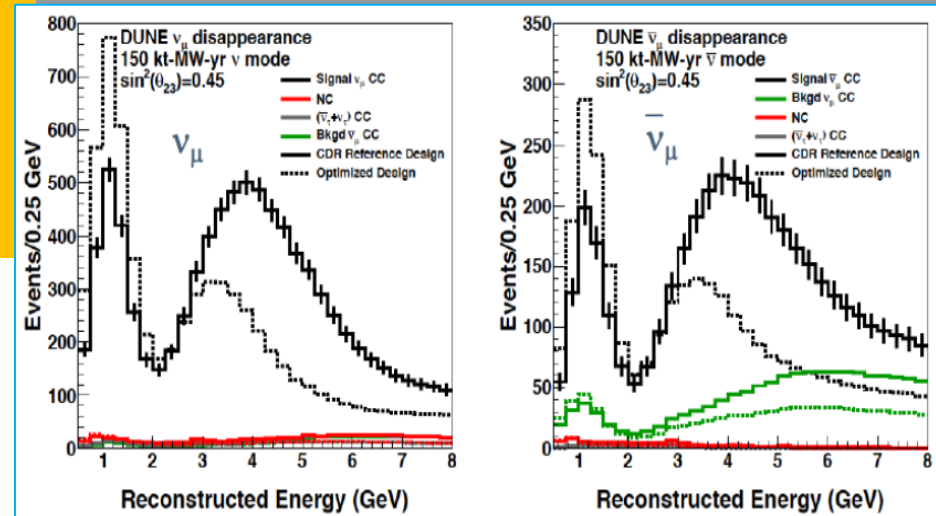 DUNE νμ disappearance
150 kt-MW-yr ν mode
sin²(θ₂₃)=0.45
Signal νμ CC
NC
(ν̄τ+ντ) CC
Bkgd ν̄μ CC
CDR Reference Design
Optimized Design
νμ
Events/0.25 GeV
800
700
600
500
400
300
200
100
0
1 2 3 4 5 6 7 8
Reconstructed Energy (GeV)
DUNE ν̄μ disappearance
150 kt-MW-yr ν̄ mode
sin²(θ₂₃)=0.45
Signal ν̄μ CC
Bkgd νμ CC
NC
(ν̄τ+ντ) CC
CDR Reference Design
Optimized Design
ν̄μ
Events/0.25 GeV
350
300
250
200
150
100
50
0
1 2 3 4 5 6 7 8
Reconstructed Energy (GeV)